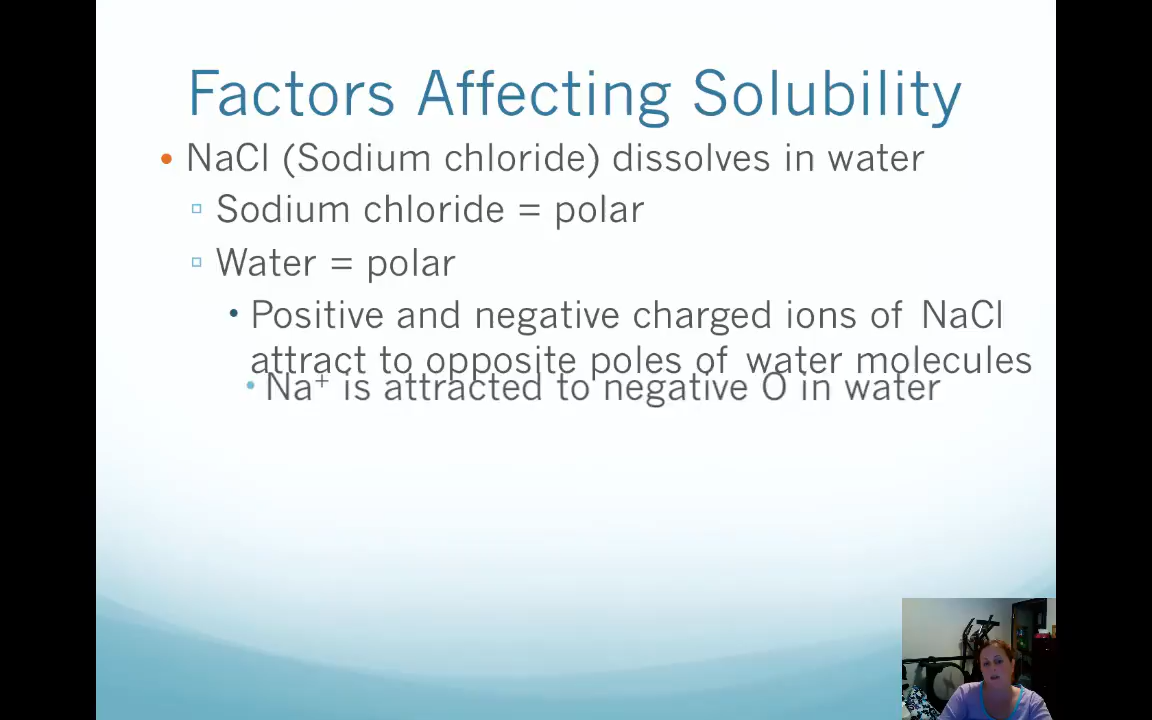 Factors Affecting Solubility
• NaCl (Sodium chloride) dissolves in water
▫ Sodium chloride = polar
▫ Water = polar
• Positive and negative charged ions of NaCl
attract to opposite poles of water molecules
• Na⁺ is attracted to negative O in water